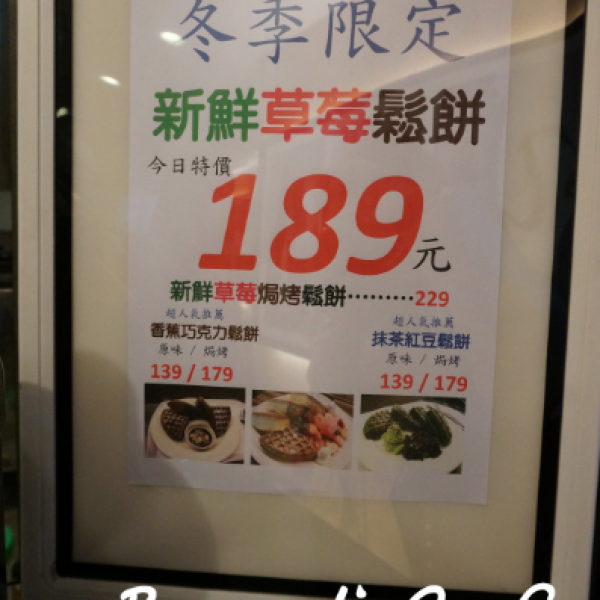 冬季限定
新鮮草莓鬆餅
今日特價
189元
新鮮草莓焗烤鬆餅………229
超人氣推薦
香蕉巧克力鬆餅
原味 / 焗烤
139 / 179
超人氣推薦
抹茶紅豆鬆餅
原味 / 焗烤
139 / 179